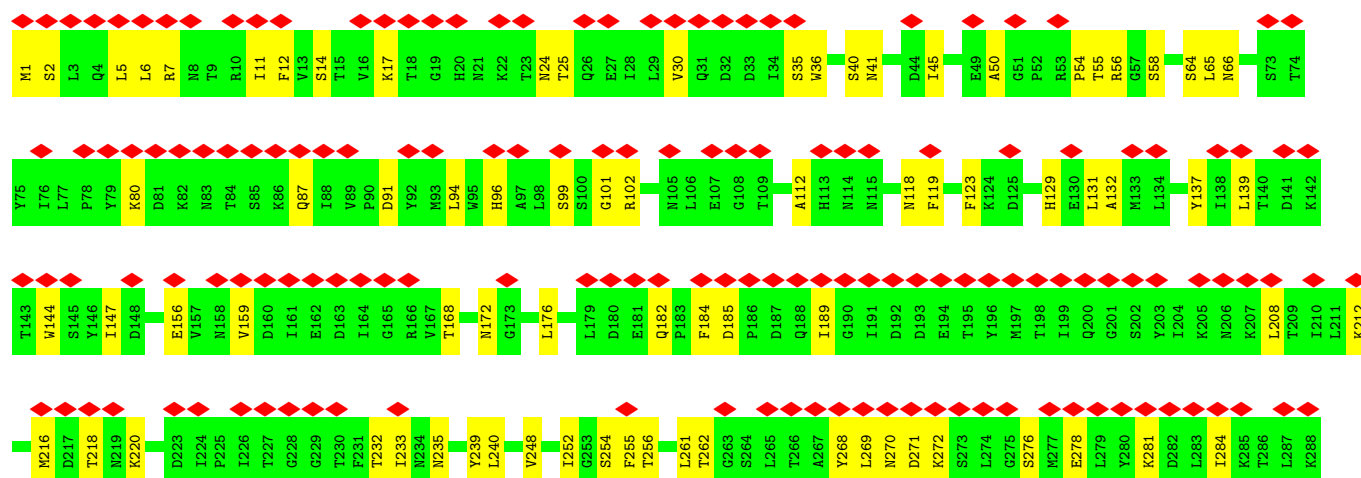 M1 S2 L3 Q4 L5 L6 R7 N8 T9 R10 I11 F12 V13 S14 T15 V16 K17 T18 G19 H20 N21 K22 T23 N24 T25 Q26 E27 I28 L29 V30 Q31 D32 D33 I34 S35 W36 S40 N41 D44 I45 E49 A50 G51 P52 R53 P54 T55 R56 G57 S58 S64 L65 N66 S73 T74
Y75 I76 L77 P78 Y79 K80 D81 K82 N83 T84 S85 K86 Q87 I88 V89 P90 D91 Y92 M93 L94 W95 H96 A97 L98 S99 S100 G101 R102 N105 L106 E107 G108 T109 A112 H113 N114 N115 N118 F119 F123 K124 D125 H129 E130 L131 A132 M133 L134 Y137 I138 L139 T140 D141 K142
T143 W144 S145 Y146 I147 D148 E156 V157 N158 V159 D160 I161 E162 D163 I164 G165 R166 V167 T168 N172 G173 L176 L179 D180 E181 Q182 P183 F184 D185 P186 D187 Q188 I189 G190 I191 D192 D193 E194 T195 Y196 M197 T198 I199 Q200 G201 S202 Y203 I204 K205 N206 K207 L208 T209 I210 L211 K212
M216 D217 T218 N219 K220 D223 I224 P225 I226 T227 G228 G229 T230 F231 T232 I233 N234 N235 Y239 L240 V248 I252 G253 S254 F255 T256 L261 T262 G263 S264 L265 T266 A267 Y268 L269 N270 D271 K272 S273 L274 G275 S276 M277 E278 L279 Y280 K281 D282 L283 I284 K285 T286 L287 K288